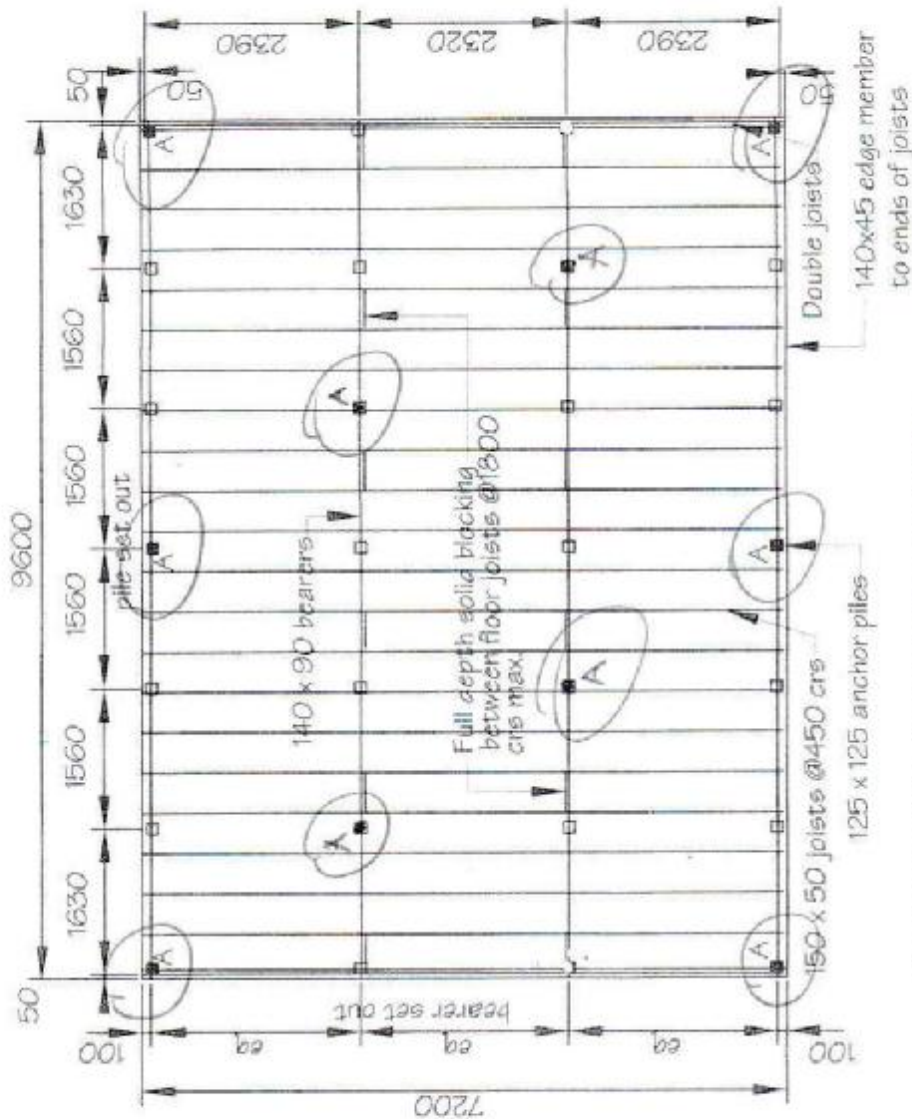 9600
50
1630
1560
1560
1560
1560
1630
50
pile set out
100
eq
eq
eq
100
7200
bearer set out
50
2390
2320
2390
50
A
A
A
A
A
A
A
A
A
A
140 x 90 bearers
Full depth solid blocking
between floor joists @1800
crs max.
150 x 50 joists @450 crs
125 x 125 anchor piles
Double joists
140x45 edge member
to ends of joists